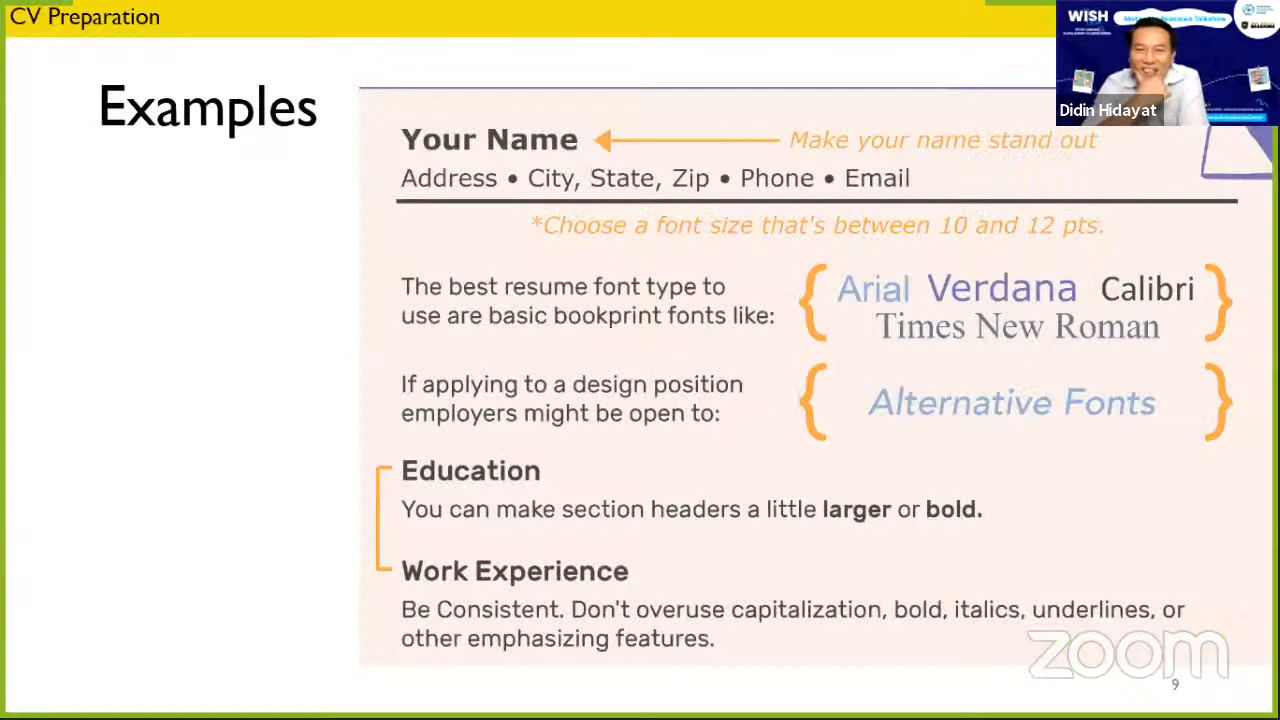 CV Preparation
WISH
Didin Hidayat
Examples
Your Name
Make your name stand out
Address • City, State, Zip • Phone • Email
*Choose a font size that's between 10 and 12 pts.
The best resume font type to
use are basic bookprint fonts like:
{ Arial Verdana Calibri
Times New Roman }
If applying to a design position
employers might be open to:
{ Alternative Fonts }
Education
You can make section headers a little larger or bold.
Work Experience
Be Consistent. Don't overuse capitalization, bold, italics, underlines, or
other emphasizing features.
zoom
9